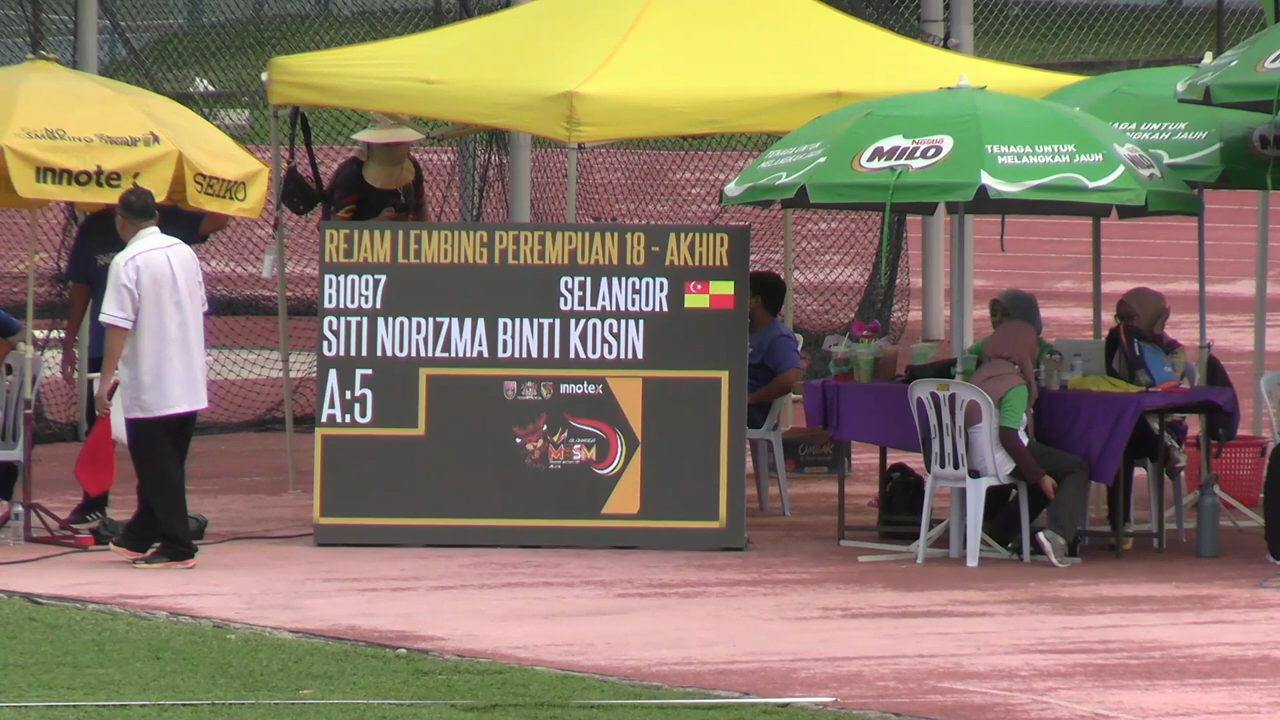 innotex
SEIKO
Nestlé
MILO
TENAGA UNTUK
MELANGKAH JAUH
REJAM LEMBING PEREMPUAN 18 - AKHIR
B1097 SELANGOR
SITI NORIZMA BINTI KOSIN
A:5
innotex